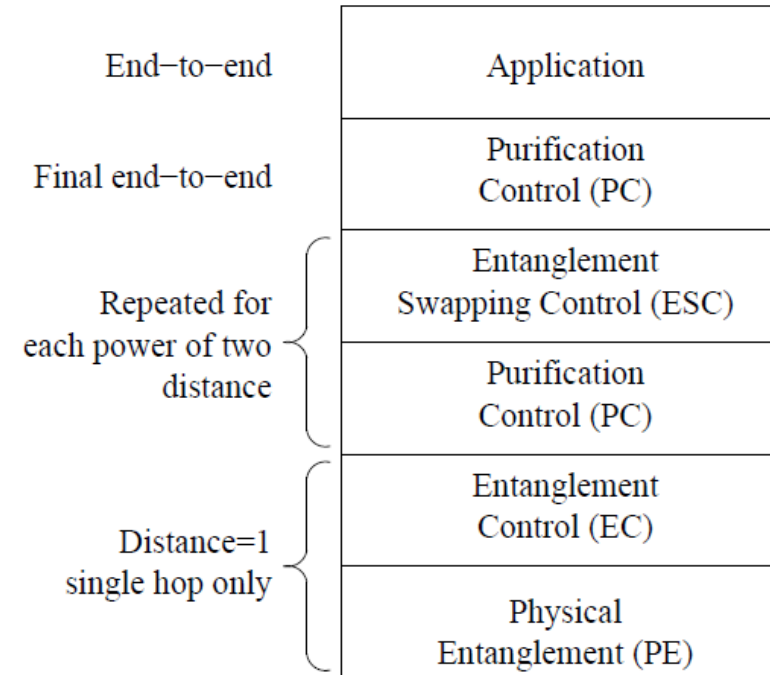 End−to−end
Application
Final end−to−end
Purification
Control (PC)
Repeated for
each power of two
distance
Entanglement
Swapping Control (ESC)
Purification
Control (PC)
Distance=1
single hop only
Entanglement
Control (EC)
Physical
Entanglement (PE)